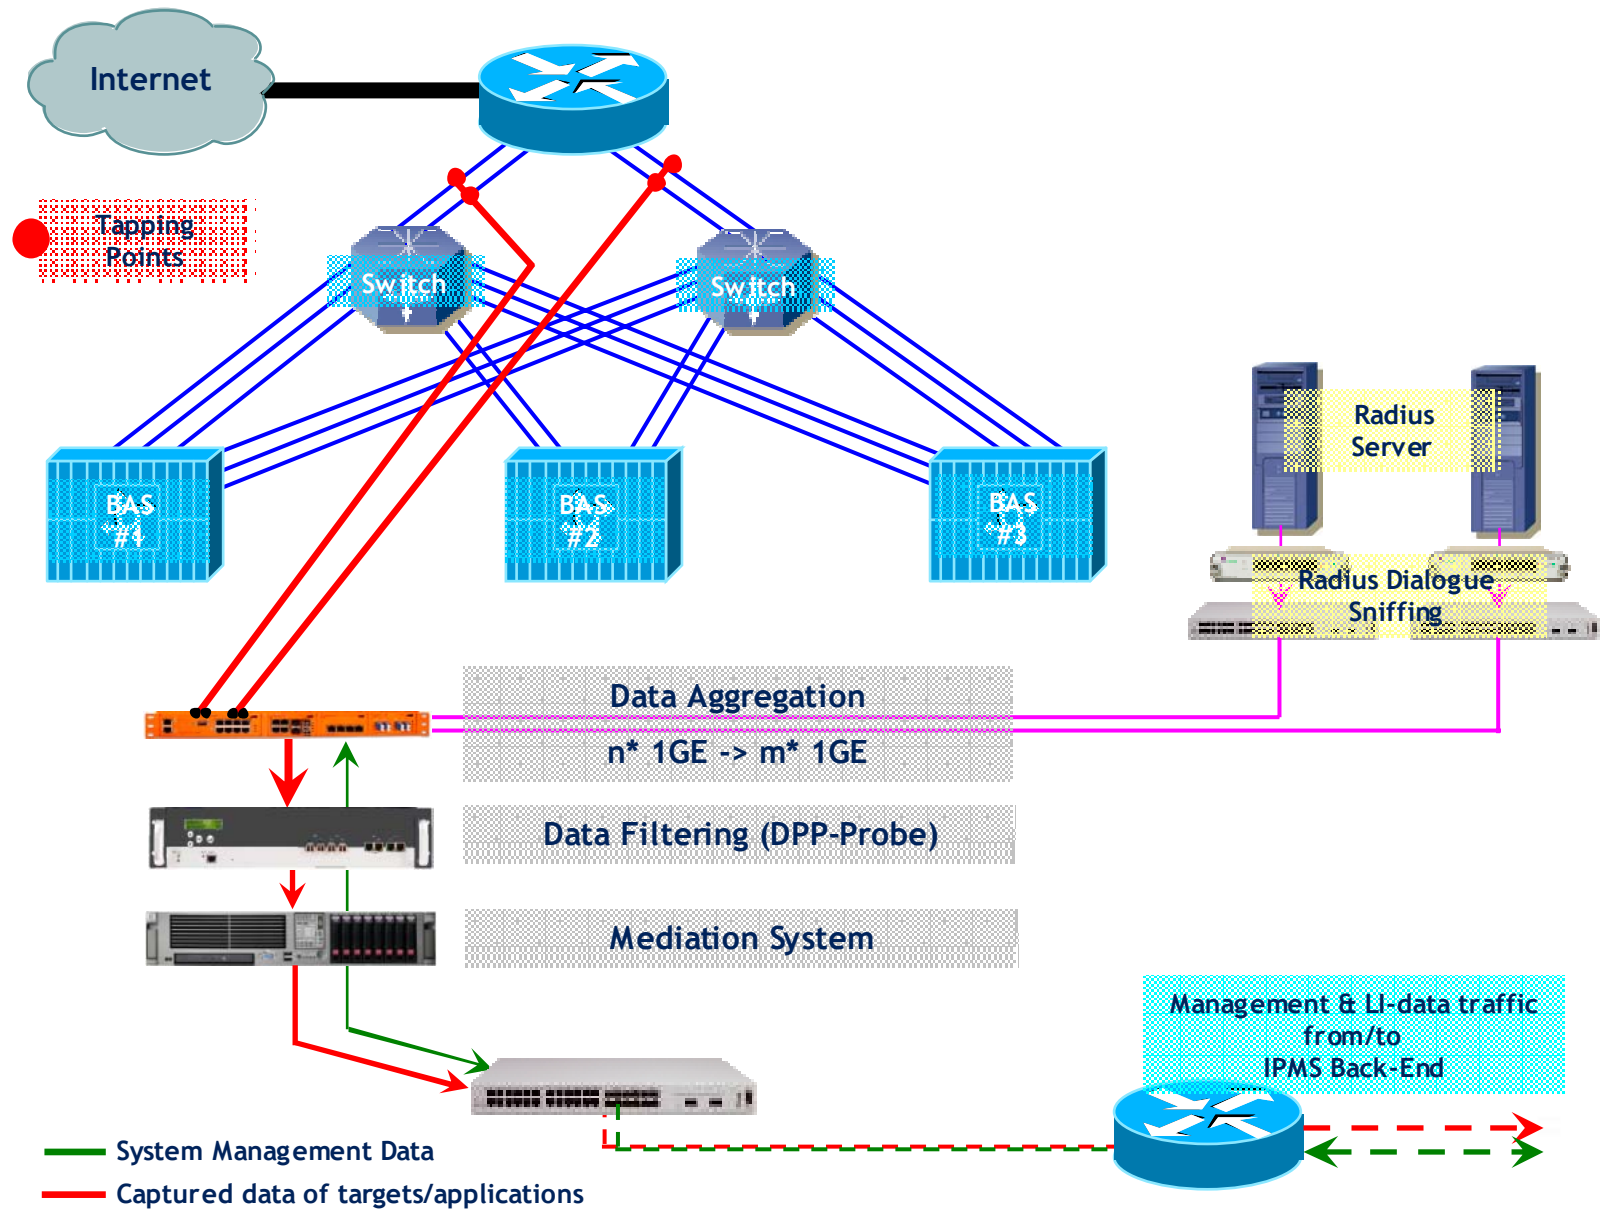 Internet
Tapping
Points
Switch
Switch
BAS
#1
BAS
#2
BAS
#3
Radius
Server
Radius Dialogue
Sniffing
Data Aggregation
n* 1GE -> m* 1GE
Data Filtering (DPP-Probe)
Mediation System
Management & LI-data traffic
from/to
IPMS Back-End
System Management Data
Captured data of targets/applications